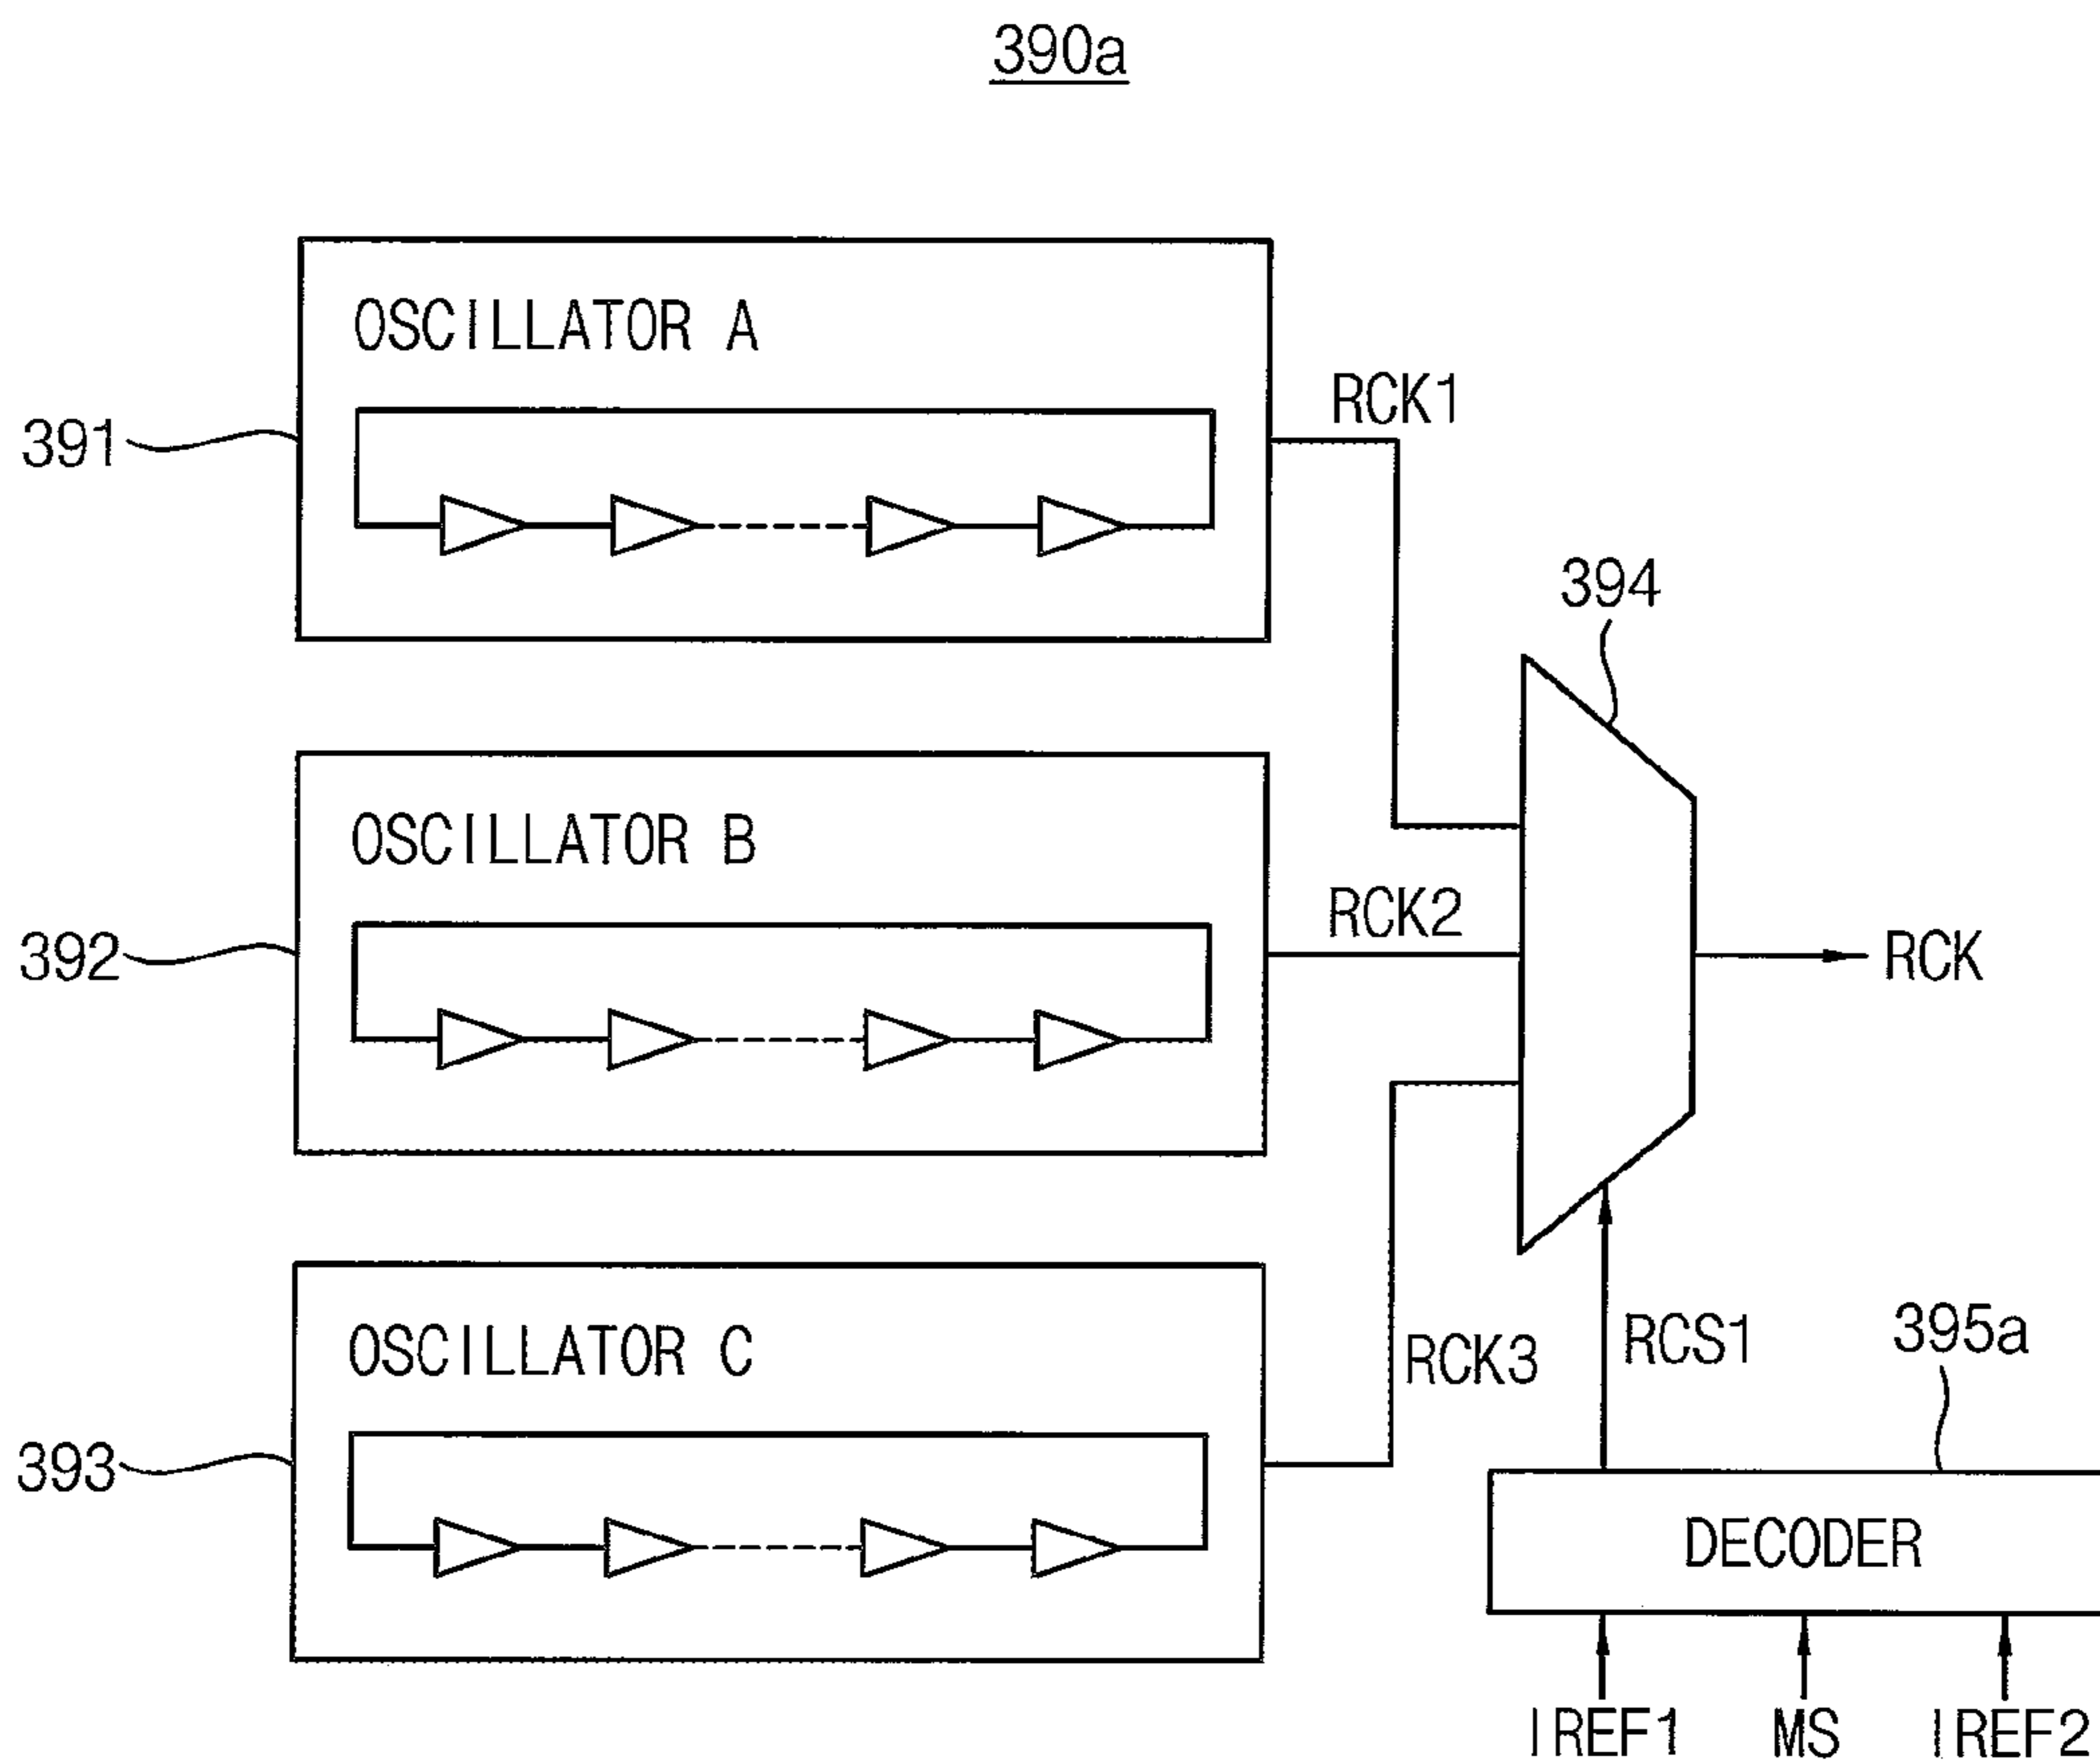 390a
OSCILLATOR A
RCK1
391
394
OSCILLATOR B
RCK2
392
RCK
OSCILLATOR C
RCK3
RCS1
395a
393
DECODER
IREF1
MS
IREF2